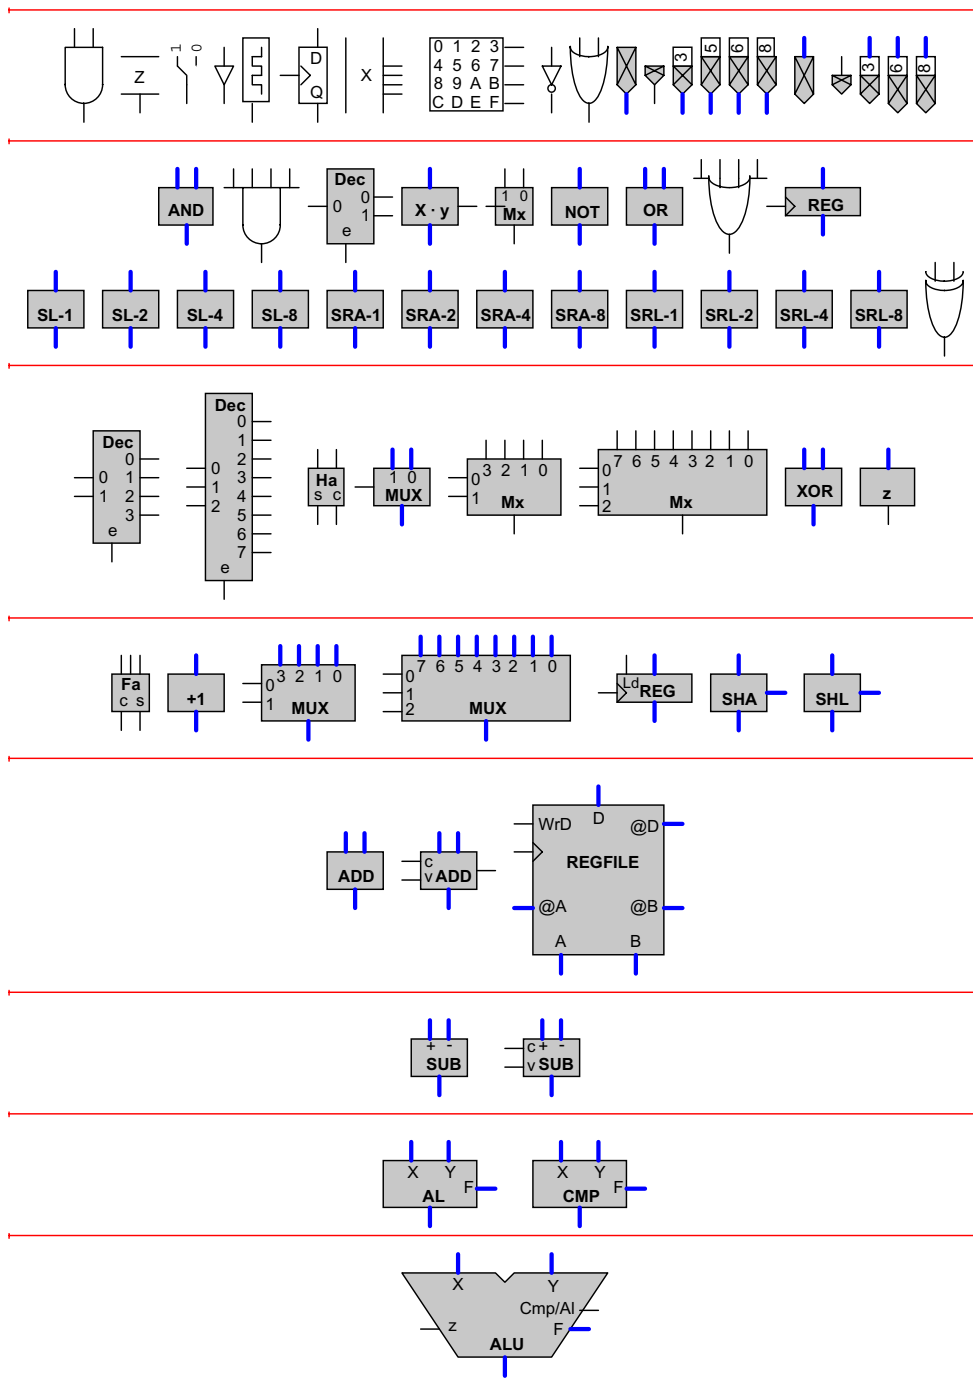 1 0
Z
D
Q
X
0 1 2 3
4 5 6 7
8 9 A B
C D E F
3 5 6 8
3 6 8
AND
Dec
0 0
1
e
X · y
1 0
Mx
NOT
OR
REG
SL-1 SL-2 SL-4 SL-8 SRA-1 SRA-2 SRA-4 SRA-8 SRL-1 SRL-2 SRL-4 SRL-8
Dec
0
0 1
1 2
3
e
Dec
0
1
2
0 3
1 4
2 5
6
7
e
Ha
s c
1 0
MUX
3 2 1 0
0
1
Mx
7 6 5 4 3 2 1 0
0
1
2
Mx
XOR
z
Fa
c s
+1
3 2 1 0
0
1
MUX
7 6 5 4 3 2 1 0
0
1
2
MUX
Ld
REG
SHA
SHL
ADD
c
v ADD
D
WrD @D
REGFILE
@A @B
A B
+ -
SUB
c + -
v SUB
X Y
F
AL
X Y
F
CMP
X Y
Cmp/Al
z F
ALU